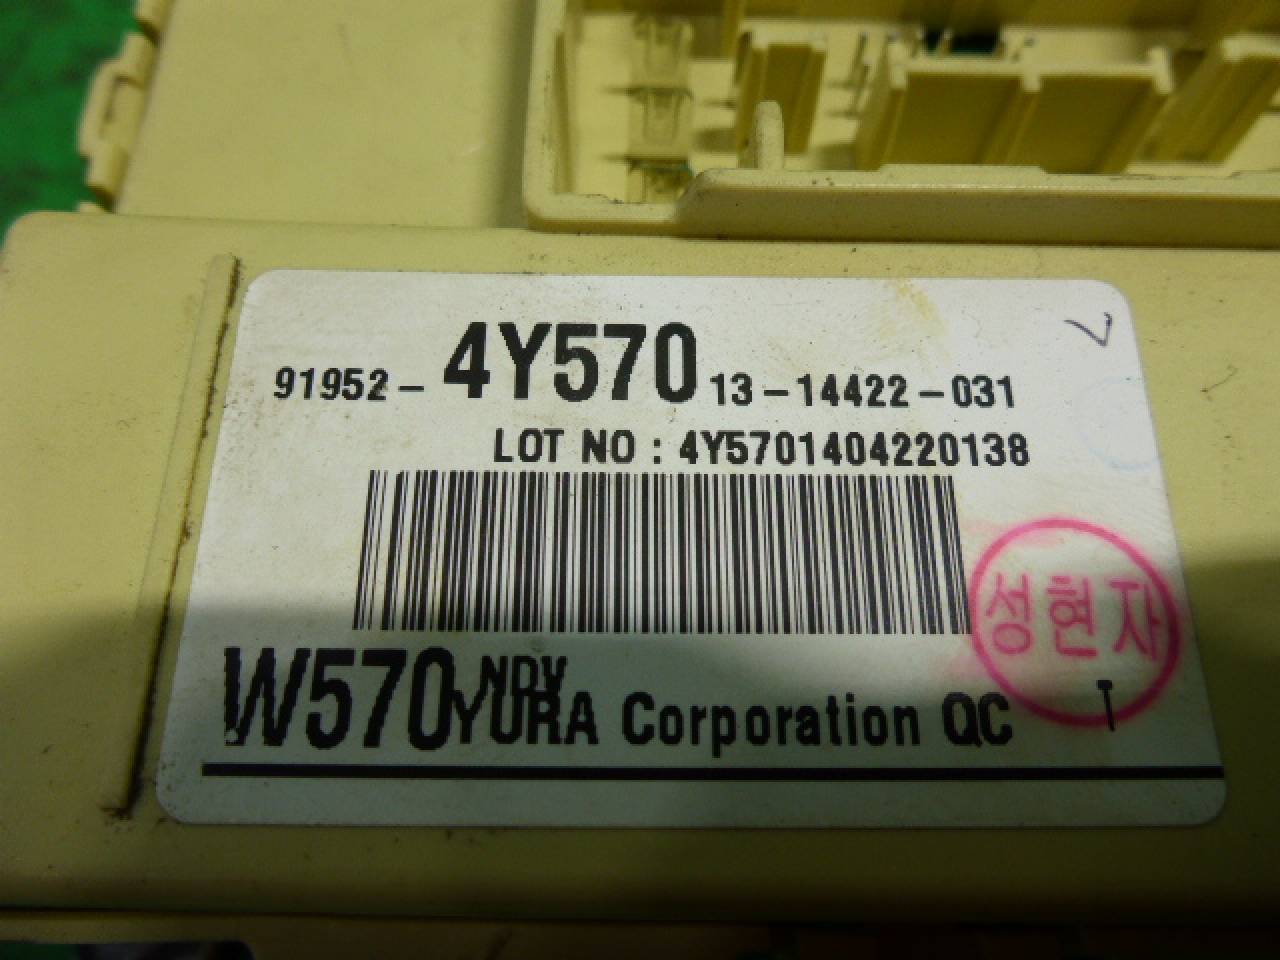 91952-4Y570 13-14422-031
LOT NO : 4Y5701404220138
성현자
W570 NDV
YURA Corporation QC T